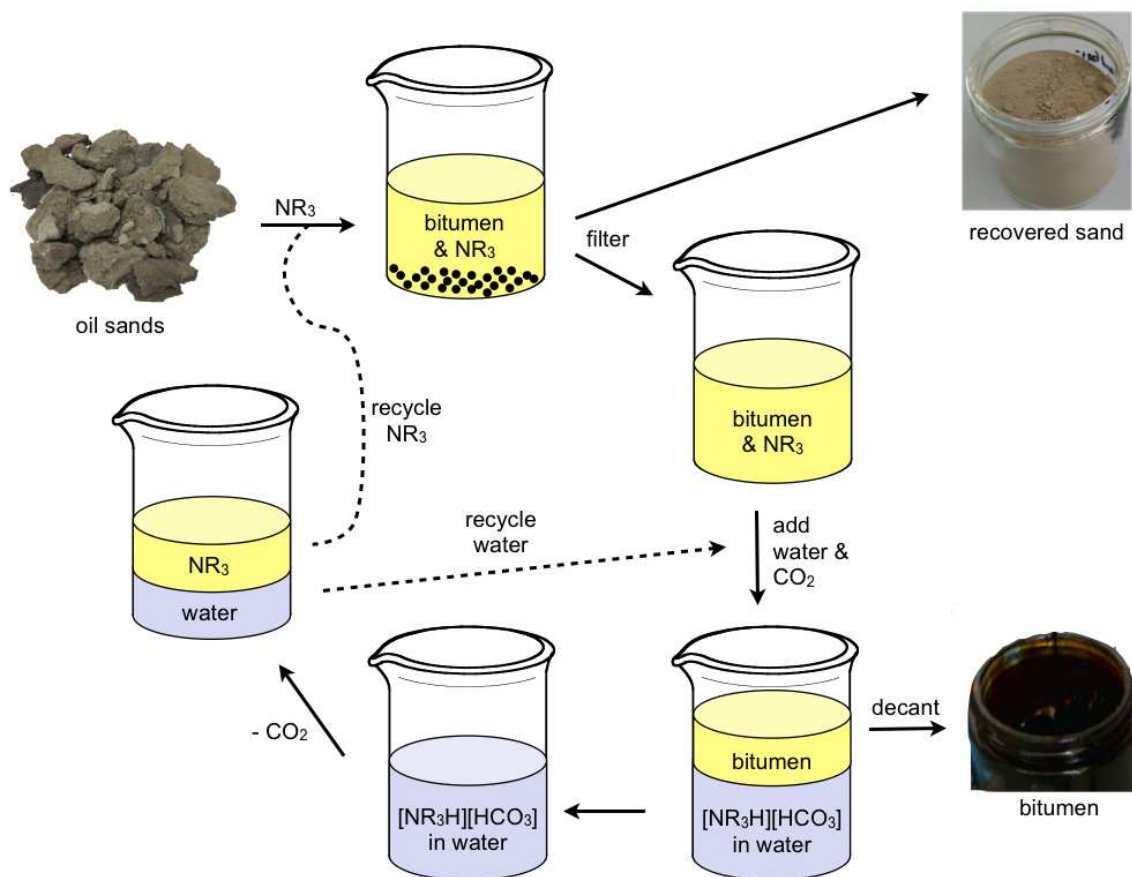 oil sands
NR₃
bitumen
& NR₃
filter
recovered sand
bitumen
& NR₃
add
water &
CO₂
bitumen
[NR₃H][HCO₃]
in water
decant
bitumen
[NR₃H][HCO₃]
in water
- CO₂
NR₃
water
recycle
NR₃
recycle
water